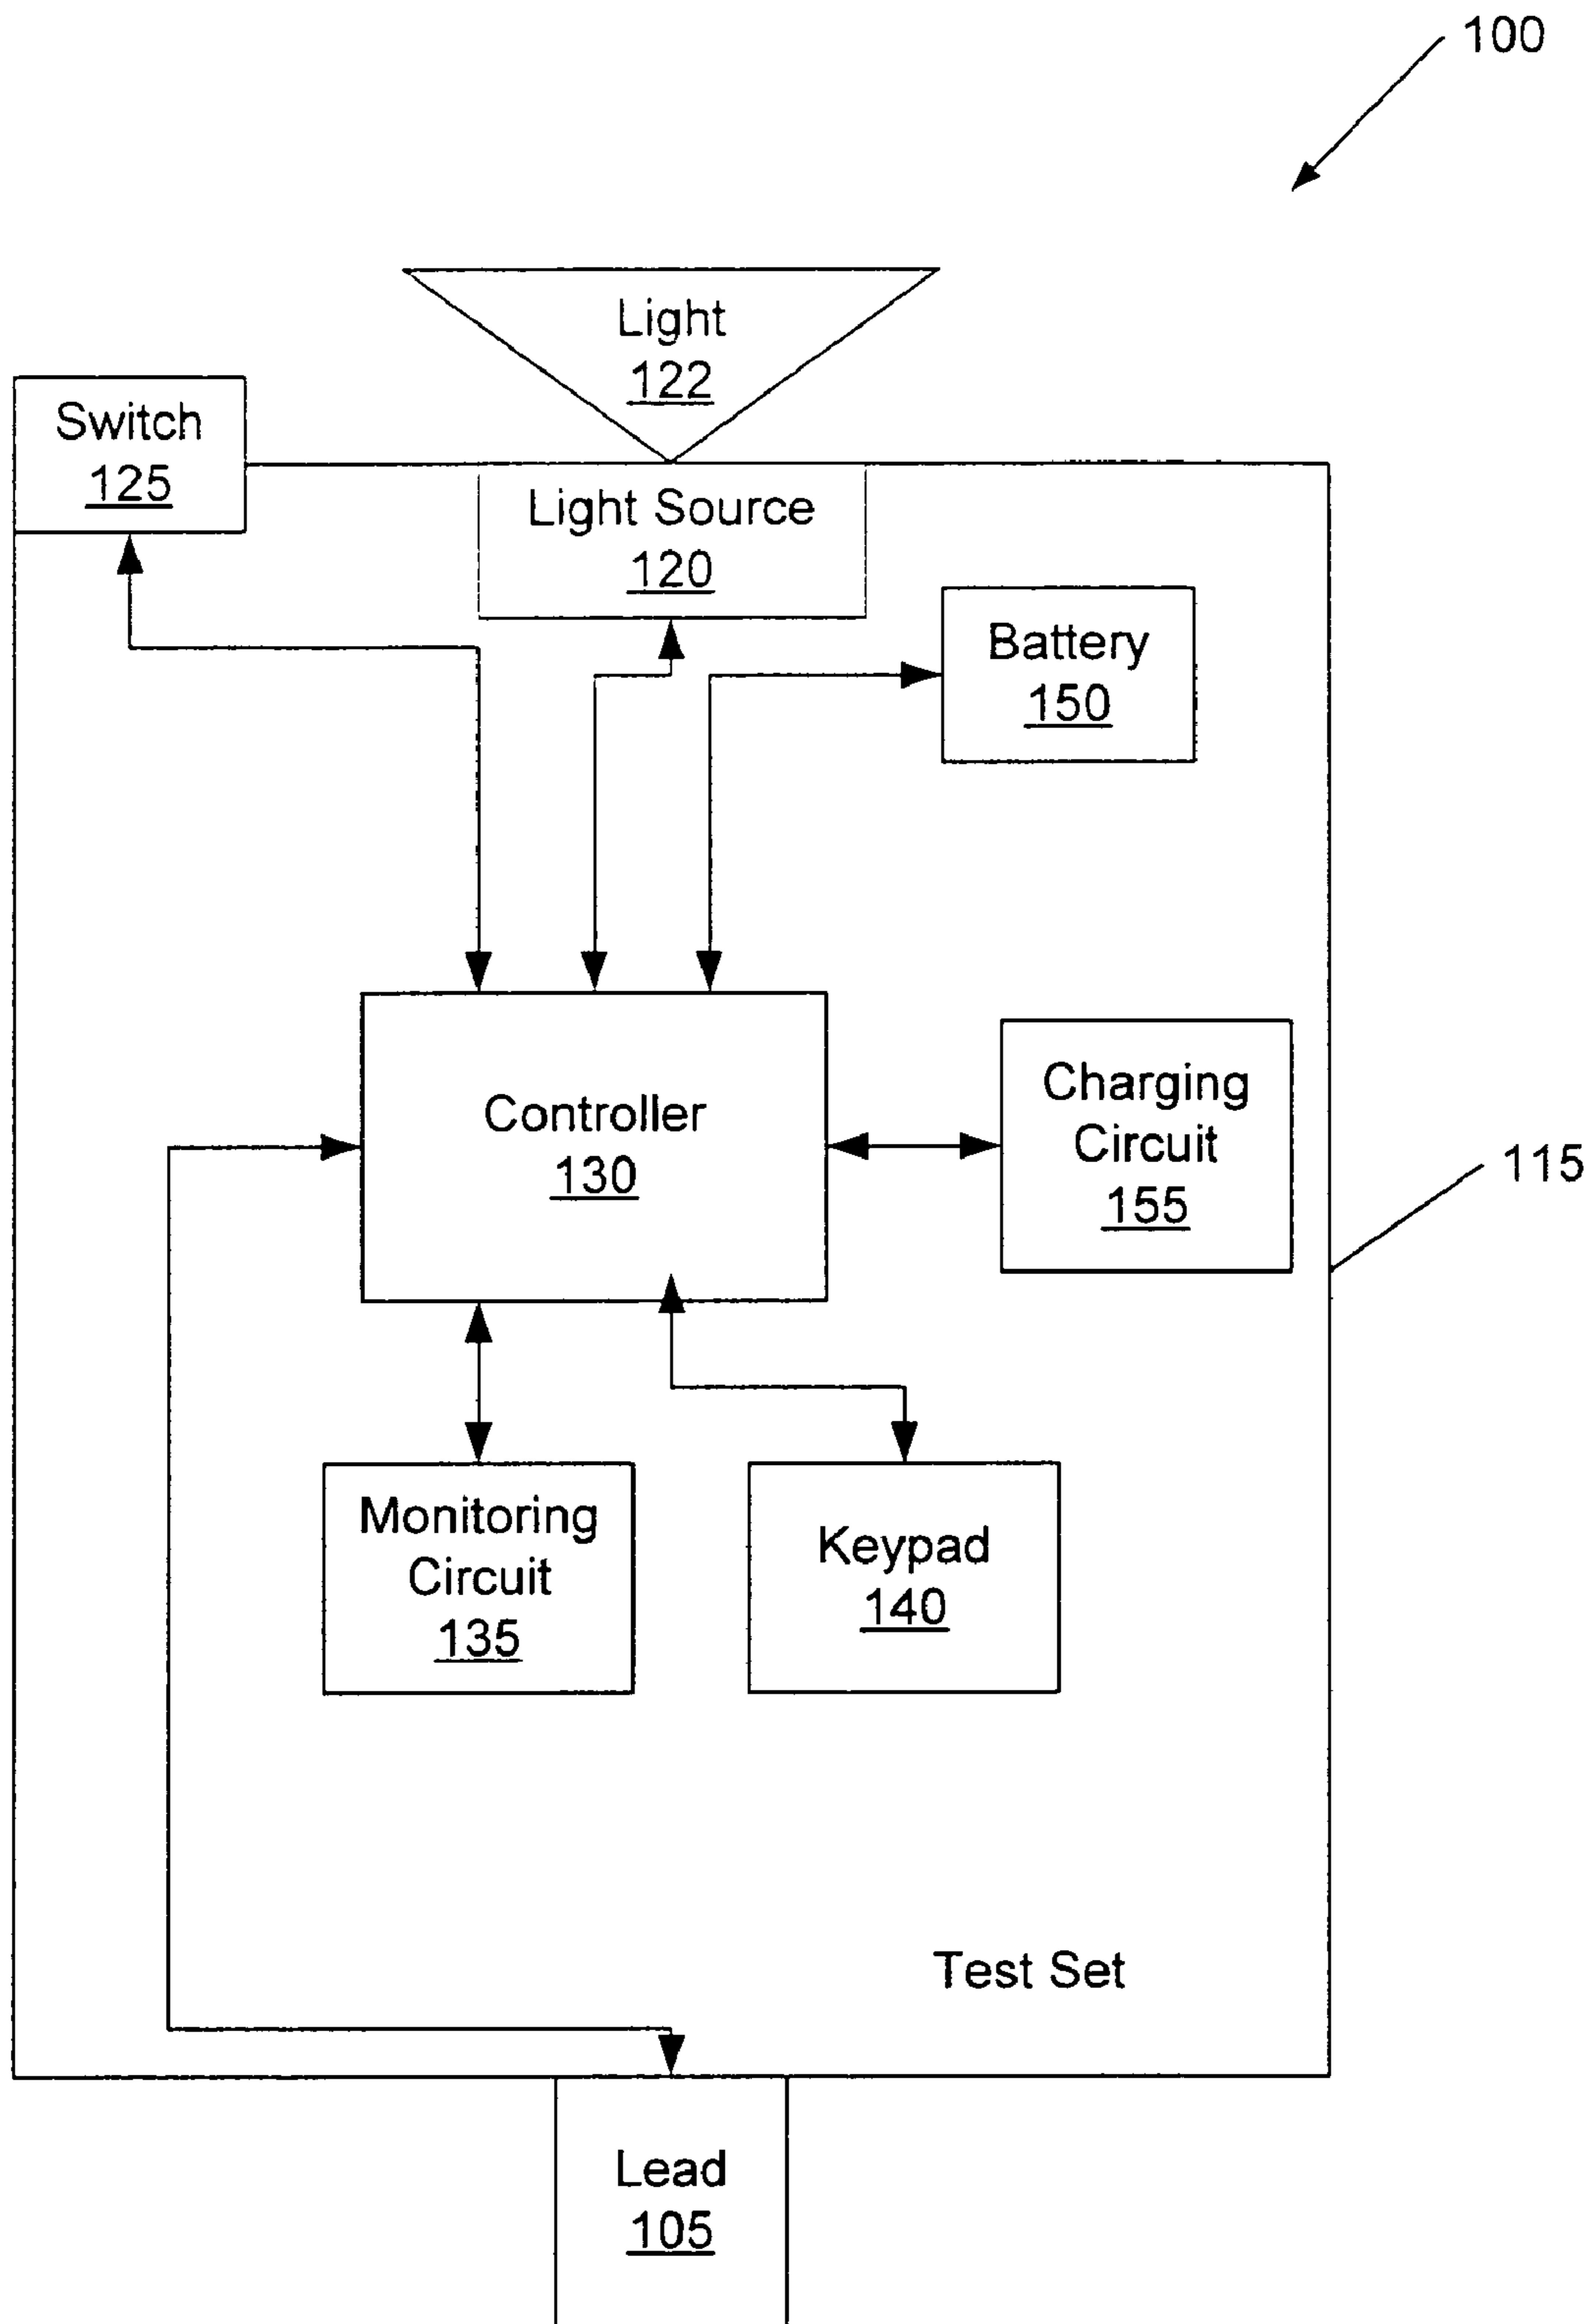 100
Light
122
Switch
125
Light Source
120
Battery
150
Controller
130
Charging
Circuit
155
115
Monitoring
Circuit
135
Keypad
140
Test Set
Lead
105